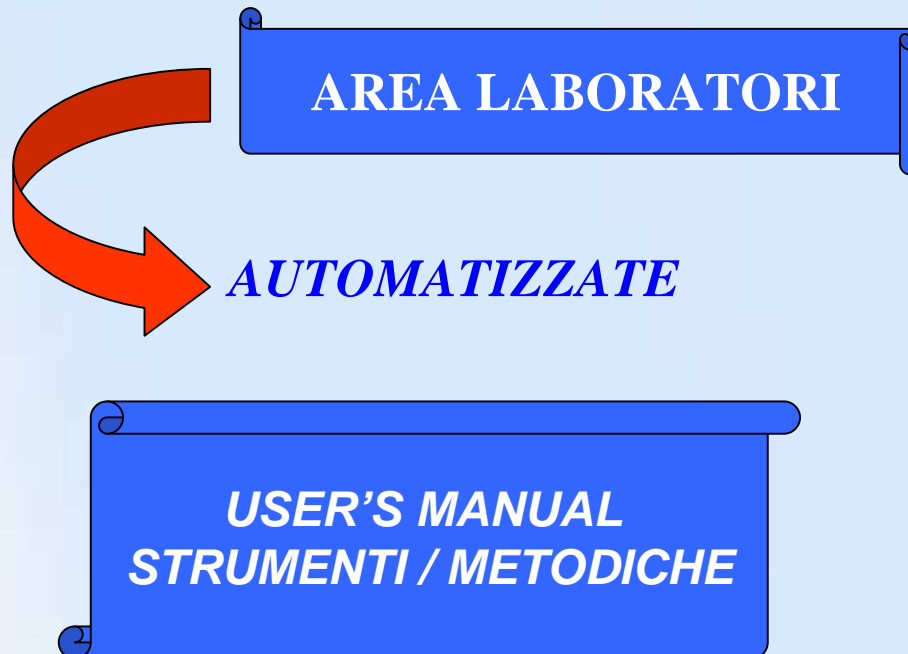 AREA LABORATORI
AUTOMATIZZATE
USER’S MANUAL
STRUMENTI / METODICHE